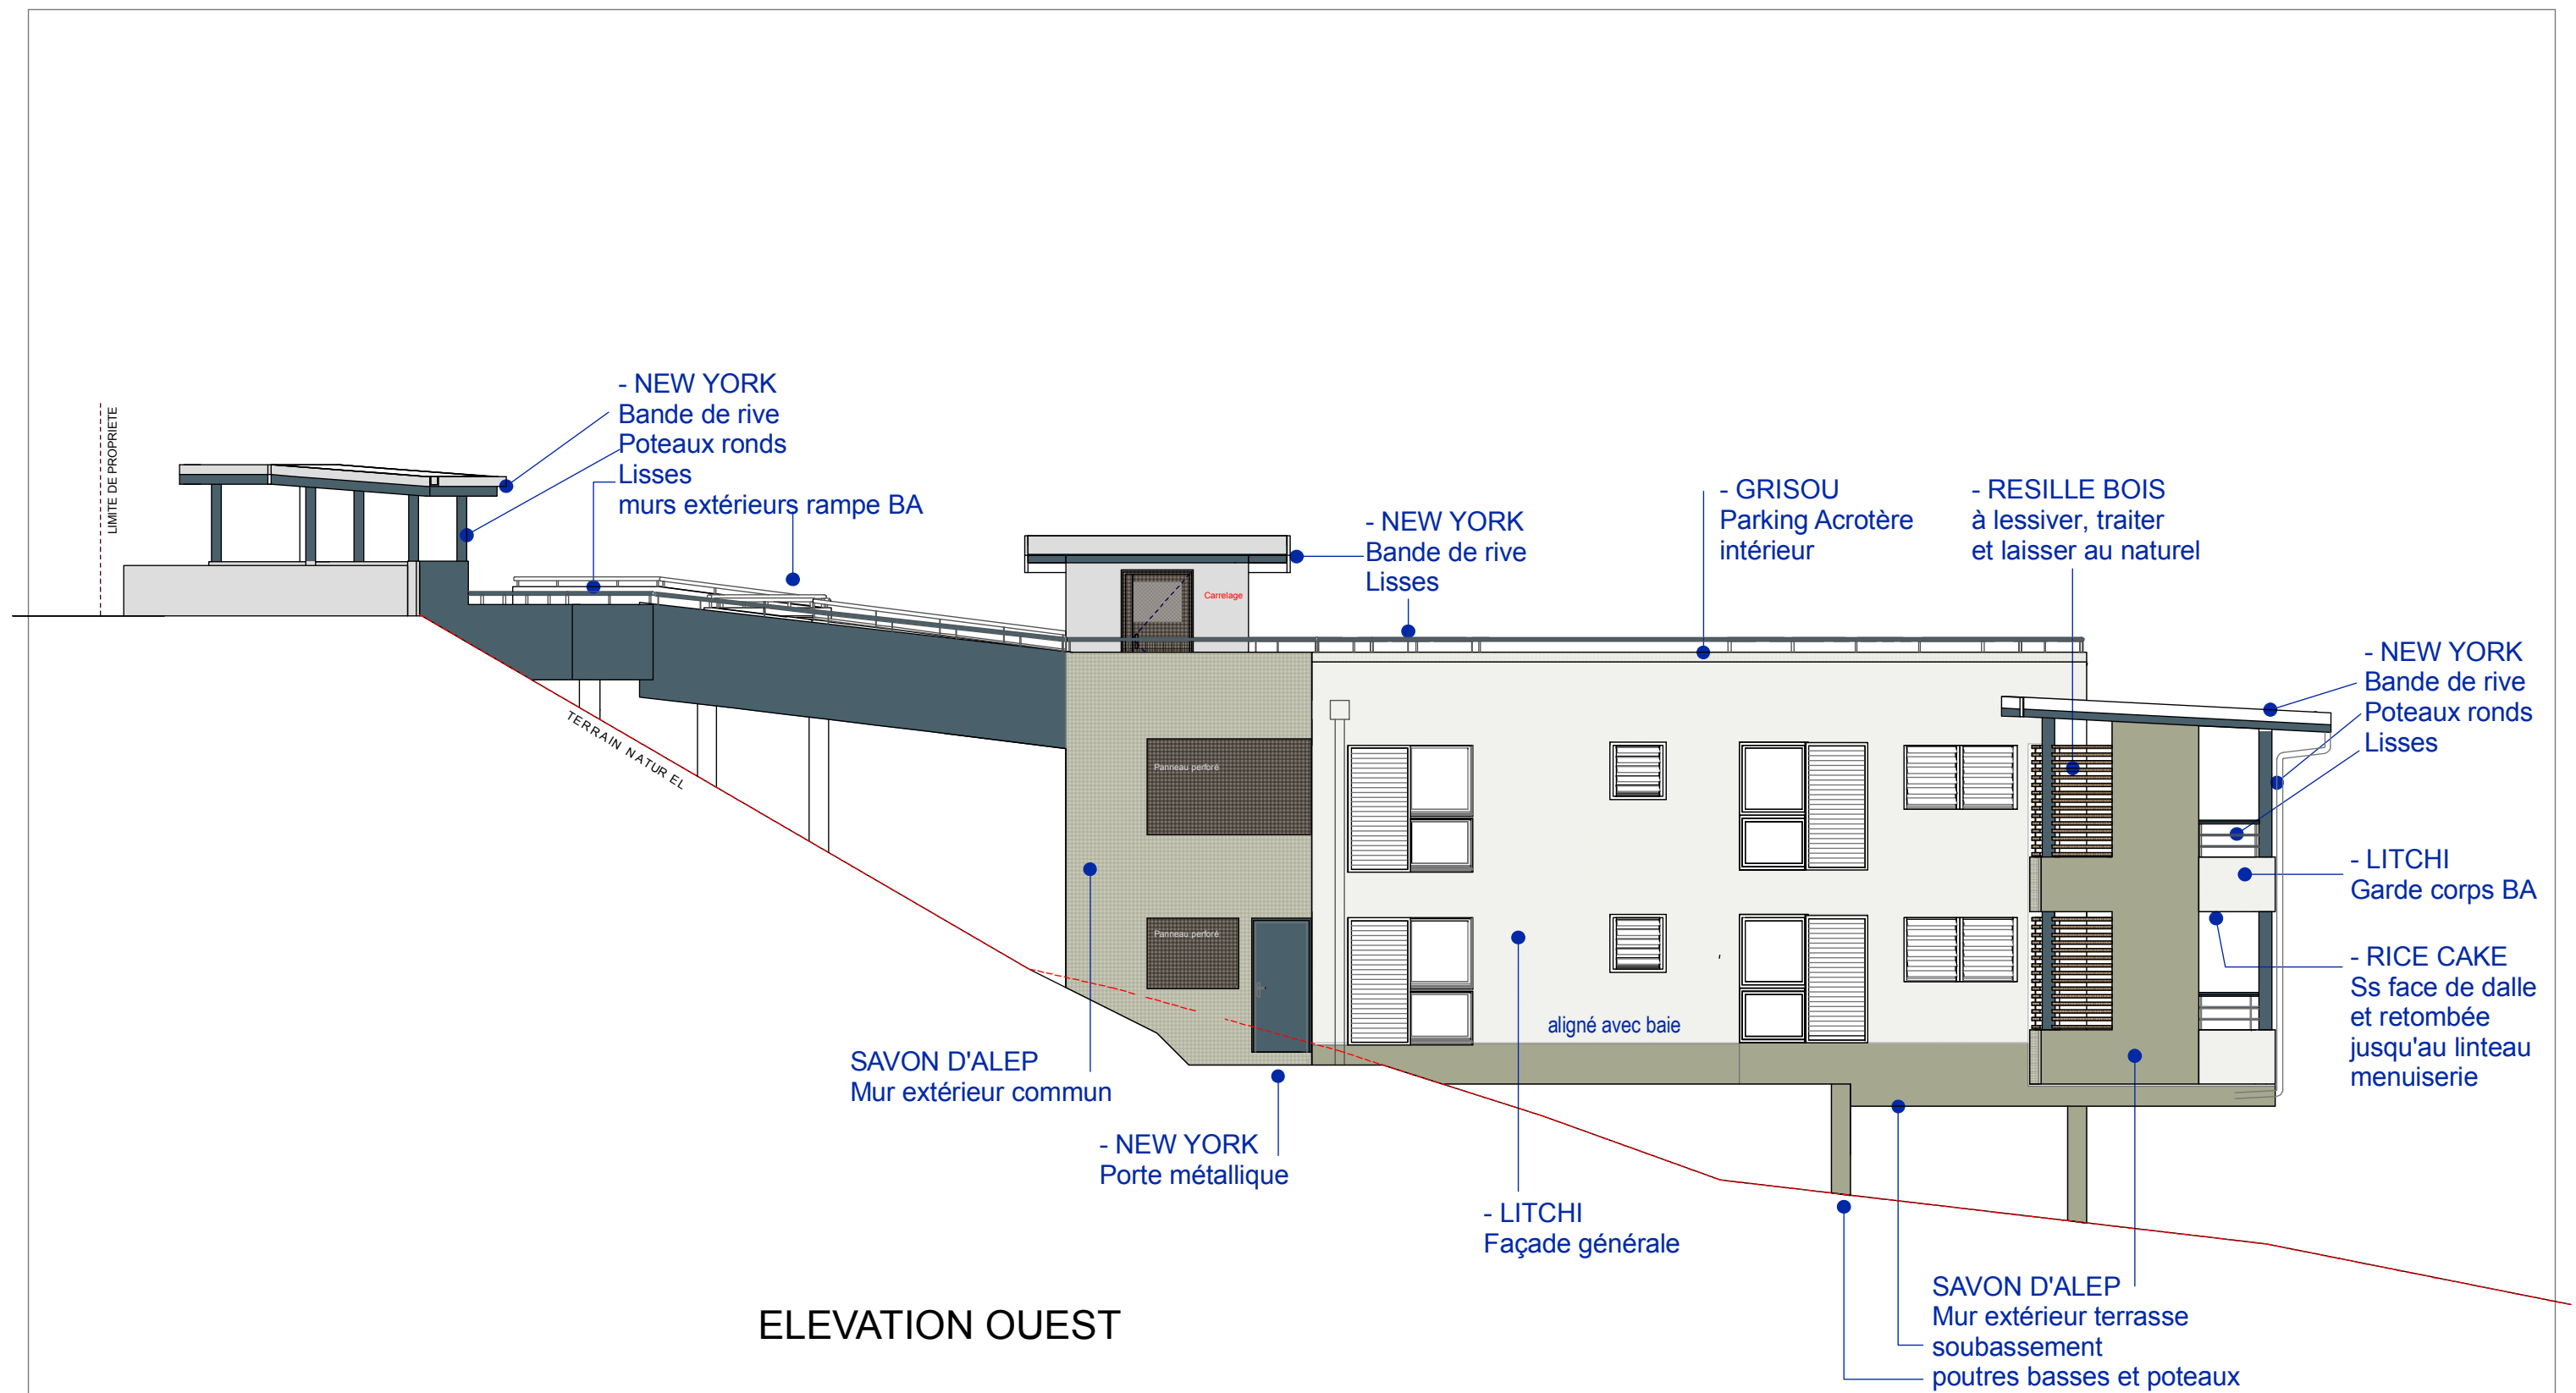 - NEW YORK
Bande de rive
Poteaux ronds
Lisses
murs extérieurs rampe BA
LIMITE DE PROPRIETE
- NEW YORK
Bande de rive
Lisses
- GRISOU
Parking Acrotère
intérieur
- RESILLE BOIS
à lessiver, traiter
et laisser au naturel
Carrelage
- NEW YORK
Bande de rive
Poteaux ronds
Lisses
TERRAIN NATUREL
Panneau perforé
- LITCHI
Garde corps BA
Panneau perforé
- RICE CAKE
Ss face de dalle
et retombée
jusqu'au linteau
menuiserie
aligné avec baie
SAVON D'ALEP
Mur extérieur commun
- NEW YORK
Porte métallique
- LITCHI
Façade générale
SAVON D'ALEP
Mur extérieur terrasse
soubassement
poutres basses et poteaux
ELEVATION OUEST